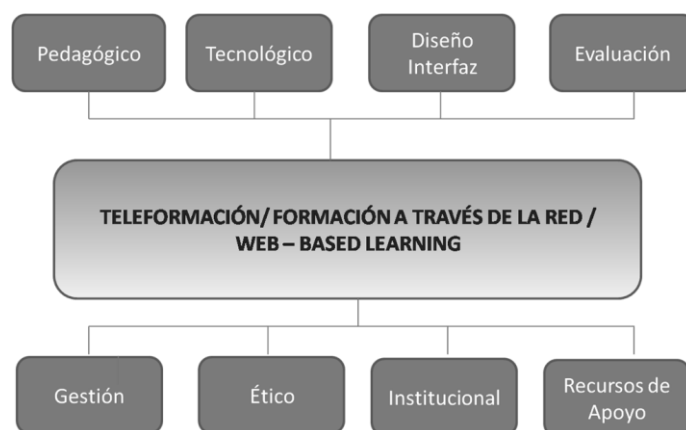 Pedagógico
Tecnológico
Diseño
Interfaz
Evaluación
TELEFORMACIÓN/ FORMACIÓN A TRAVÉS DE LA RED /
WEB – BASED LEARNING
Gestión
Ético
Institucional
Recursos de
Apoyo